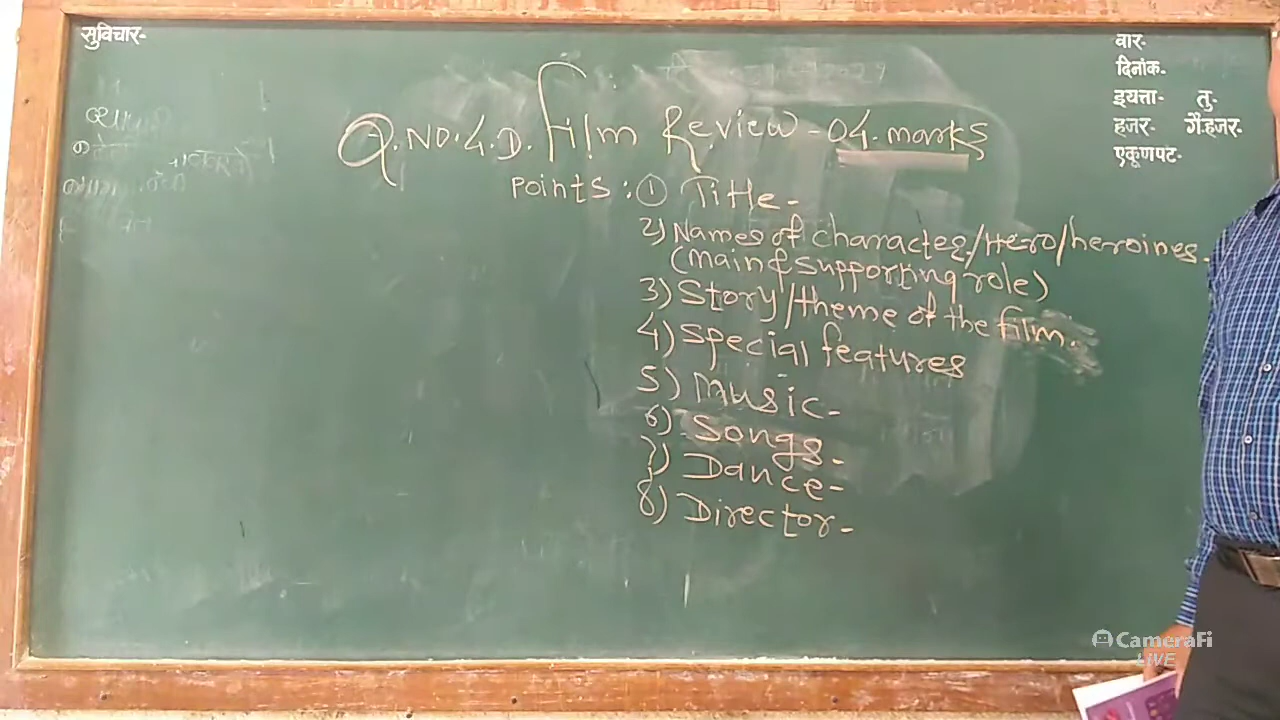 सुविचार-
वार-
दिनांक-
इयत्ता- तु-
हजर- गैहजर-
एकूणपट-
Q.NO:4.D. Film Review - 04. marks
Points : ① Title -
2) Names of character/Hero/heroines.
(main & supporting role)
3) Story/theme of the film.
4) Special features
5) Music -
6) Songs -
7) Dance -
8) Director -
CameraFi
LiVE